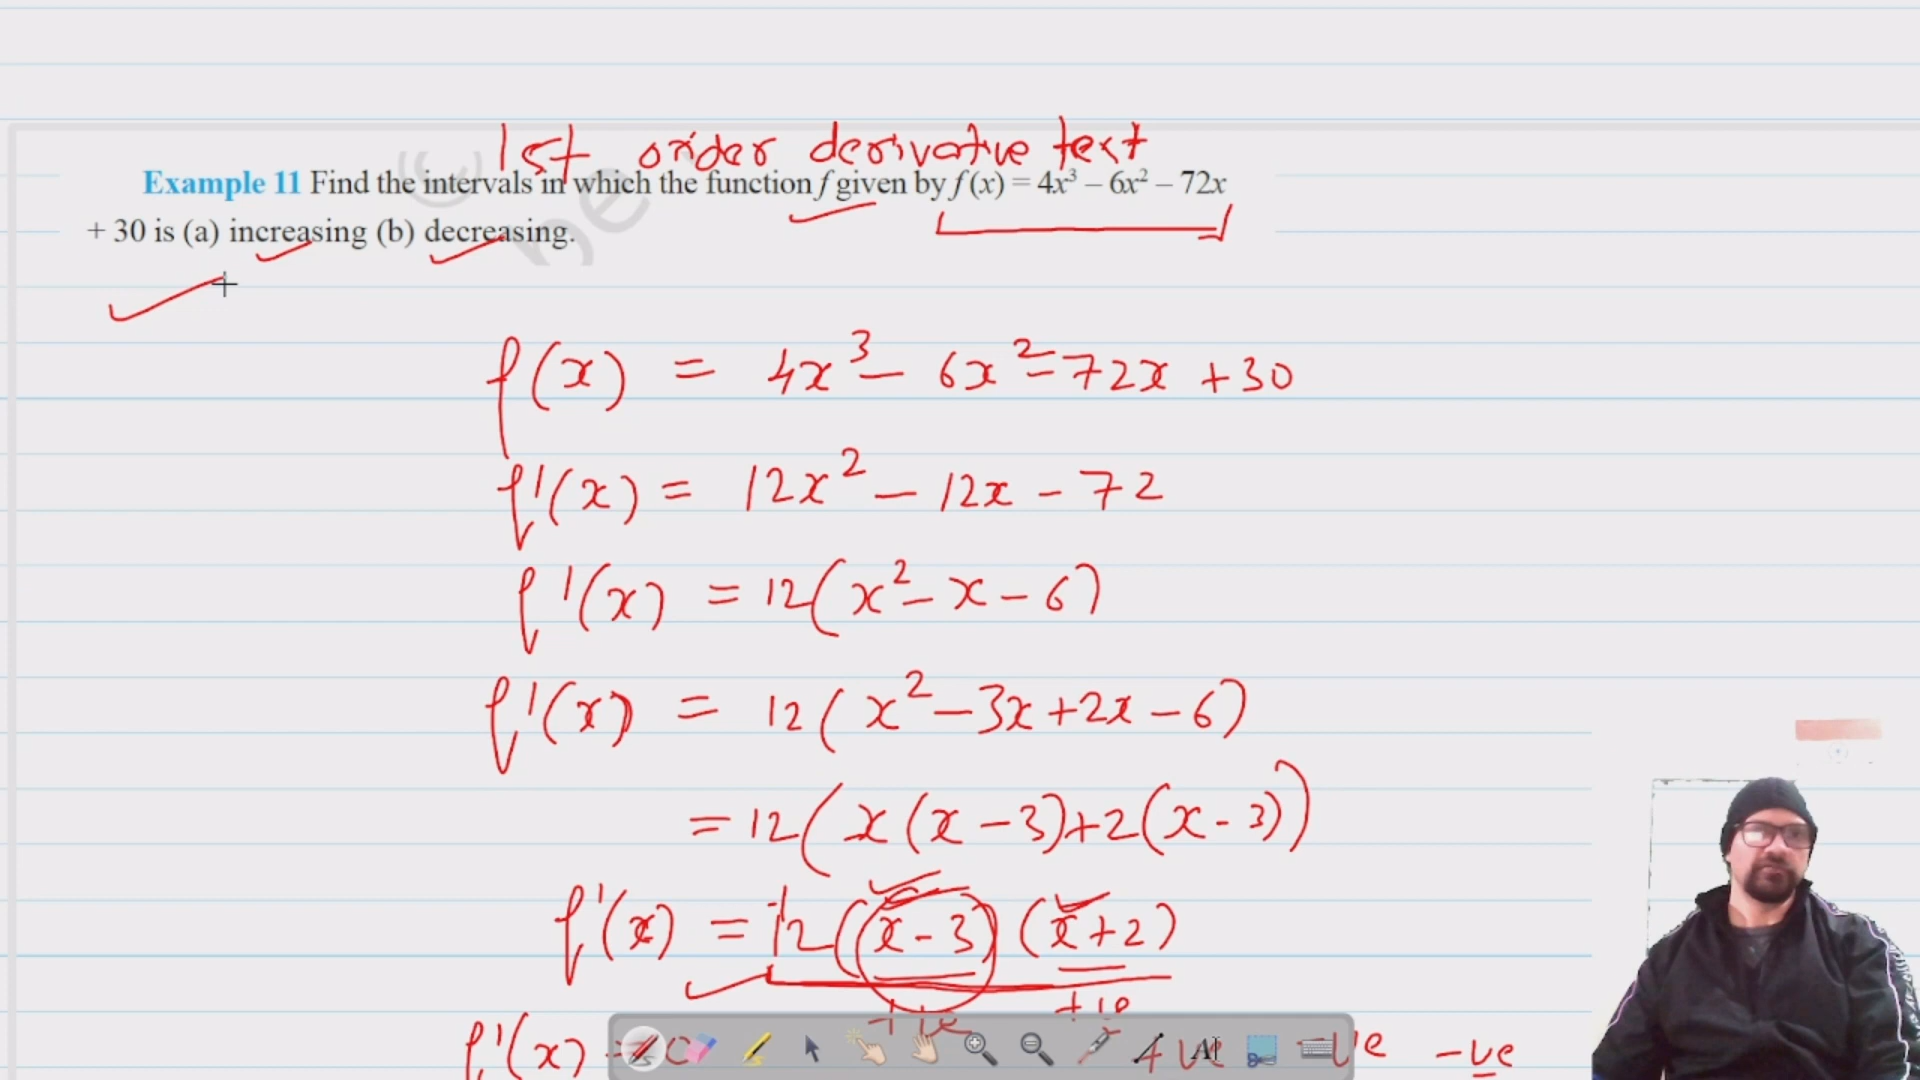 1st order derivative test
Example 11 Find the intervals in which the function f given by f (x) = 4x³ – 6x² – 72x
+ 30 is (a) increasing (b) decreasing.
f(x) = 4x³ – 6x² – 72x + 30
f'(x) = 12x² – 12x – 72
f'(x) = 12(x² – x – 6)
f'(x) = 12(x² – 3x + 2x – 6)
= 12(x(x – 3) + 2(x – 3))
f'(x) = 12(x – 3)(x + 2)
+ve +ve
f'(x) -ve